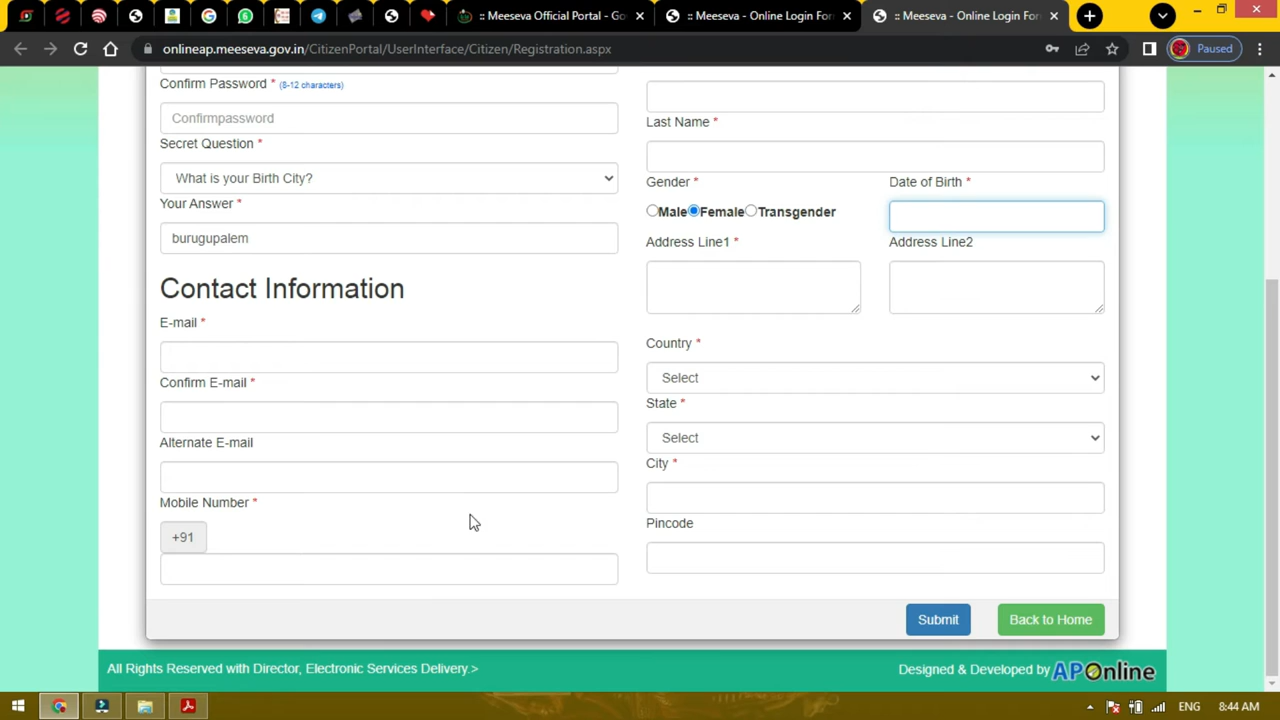 :: Meeseva Official Portal - Go
:: Meeseva - Online Login For
:: Meeseva - Online Login For
onlineap.meeseva.gov.in/CitizenPortal/UserInterface/Citizen/Registration.aspx
Paused
Confirm Password * (8-12 characters)
Confirmpassword
Secret Question *
What is your Birth City?
Your Answer *
burugupalem
Contact Information
E-mail *
Confirm E-mail *
Alternate E-mail
Mobile Number *
+91
Last Name *
Gender *
Date of Birth *
Male Female Transgender
Address Line1 *
Address Line2
Country *
Select
State *
Select
City *
Pincode
Submit
Back to Home
All Rights Reserved with Director, Electronic Services Delivery.>
Designed & Developed by APOnline
ENG
8:44 AM